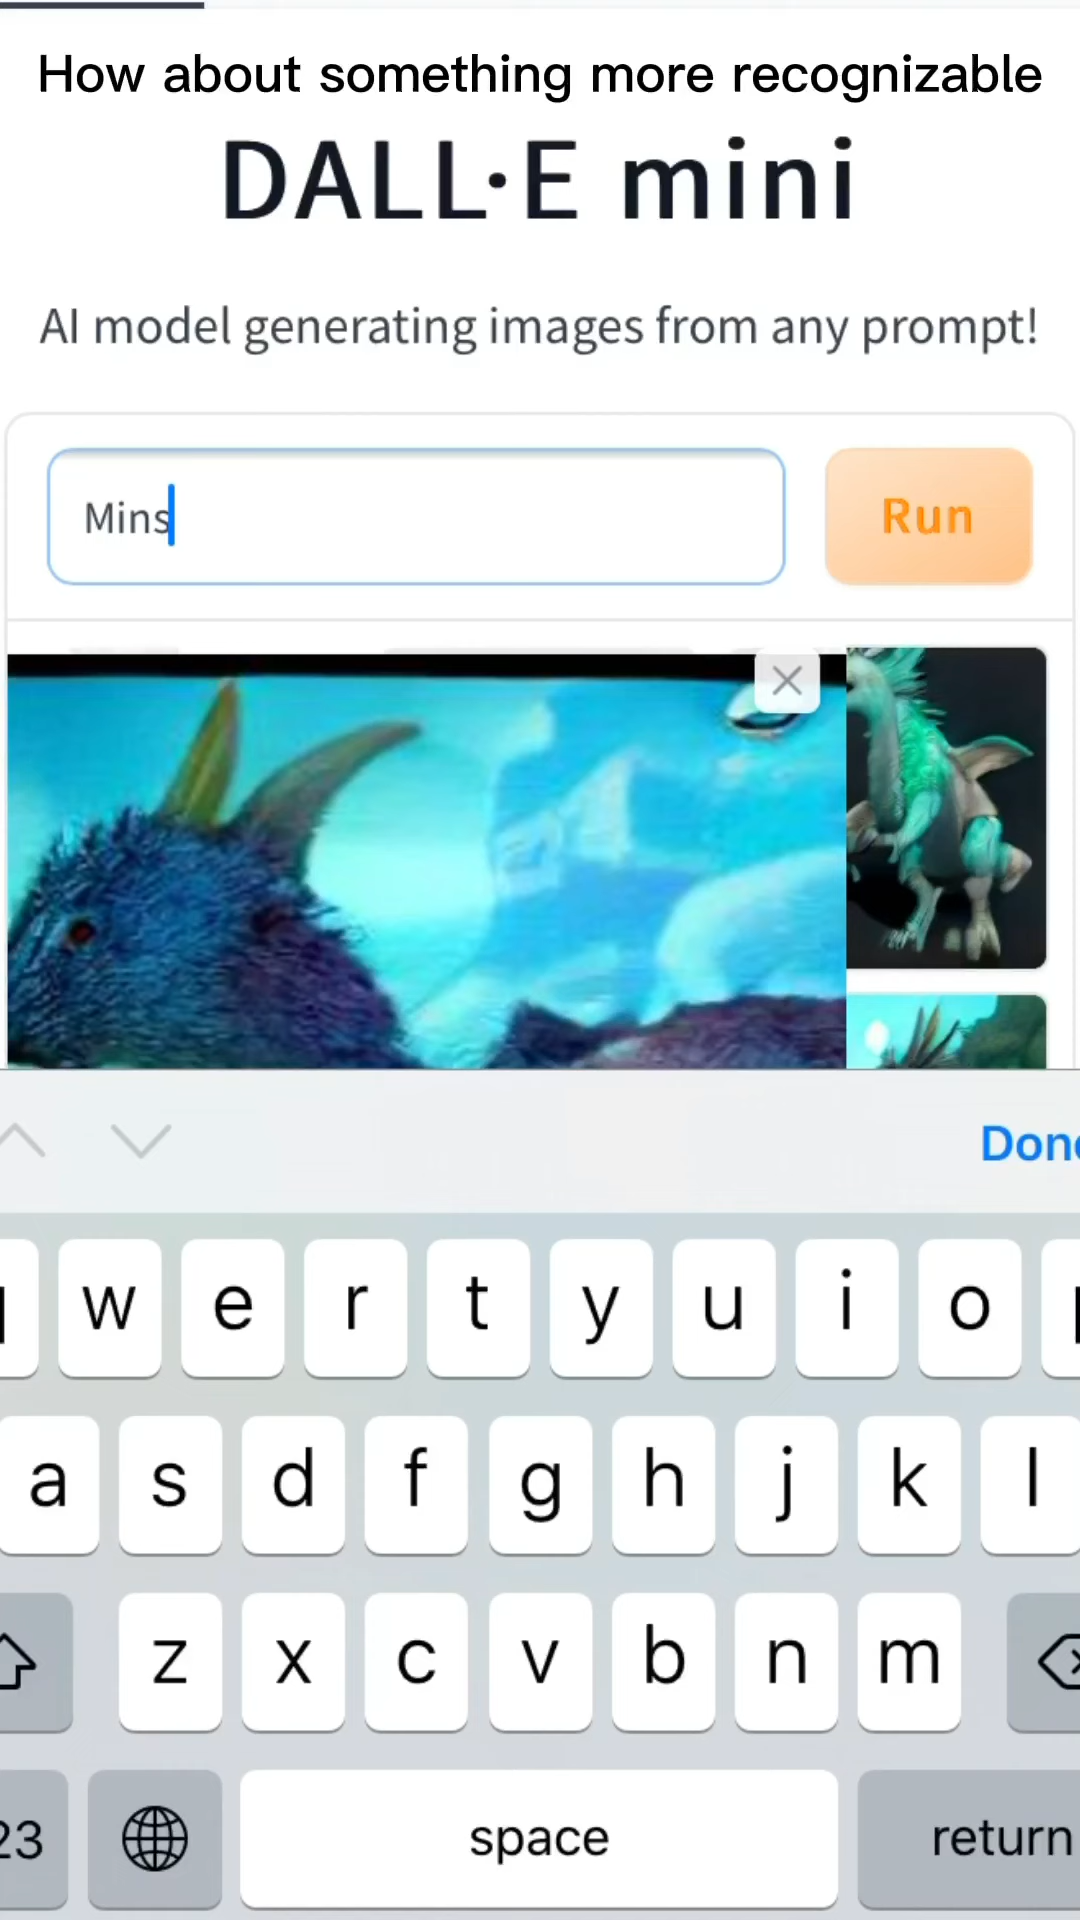 How about something more recognizable
DALL·E mini
AI model generating images from any prompt!
Mins
Run
Done
w e r t y u i o p
a s d f g h j k l
z x c v b n m
23
space
return